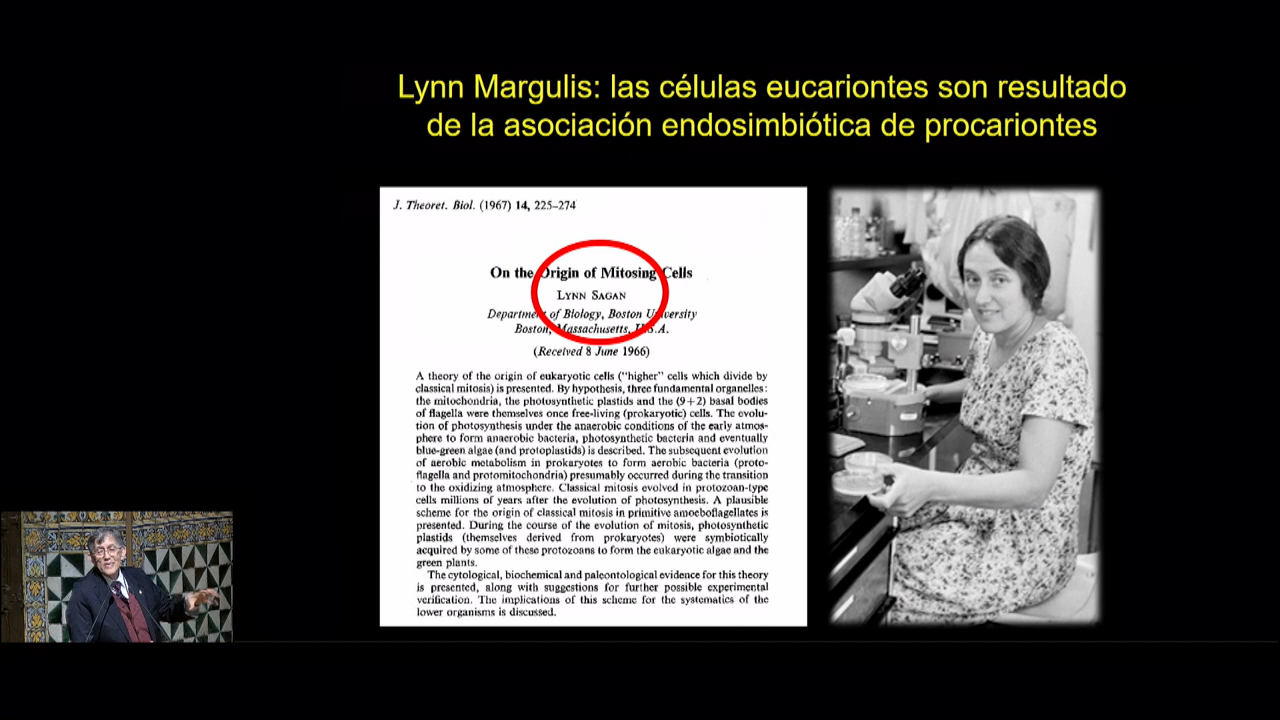 Lynn Margulis: las células eucariontes son resultado
de la asociación endosimbiótica de procariontes
J. Theoret. Biol. (1967) 14, 225–274
On the Origin of Mitosing Cells
LYNN SAGAN
Department of Biology, Boston University
Boston, Massachusetts, U.S.A.
(Received 8 June 1966)
A theory of the origin of eukaryotic cells (“higher” cells which divide by
classical mitosis) is presented. By hypothesis, three fundamental organelles:
the mitochondria, the photosynthetic plastids and the (9+2) basal bodies
of flagella were themselves once free-living (prokaryotic) cells. The evolu-
tion of photosynthesis under the anaerobic conditions of the early atmos-
phere to form anaerobic bacteria, photosynthetic bacteria and eventually
blue-green algae (and protoplastids) is described. The subsequent evolution
of aerobic metabolism in prokaryotes to form aerobic bacteria (proto-
flagella and protomitochondria) presumably occurred during the transition
to the oxidizing atmosphere. Classical mitosis evolved in protozoan-type
cells millions of years after the evolution of photosynthesis. A plausible
scheme for the origin of classical mitosis in primitive amoeboflagellates is
presented. During the course of the evolution of mitosis, photosynthetic
plastids (themselves derived from prokaryotes) were symbiotically
acquired by some of these protozoans to form the eukaryotic algae and the
green plants.
The cytological, biochemical and paleontological evidence for this theory
is presented, along with suggestions for further possible experimental
verification. The implications of this scheme for the systematics of the
lower organisms is discussed.